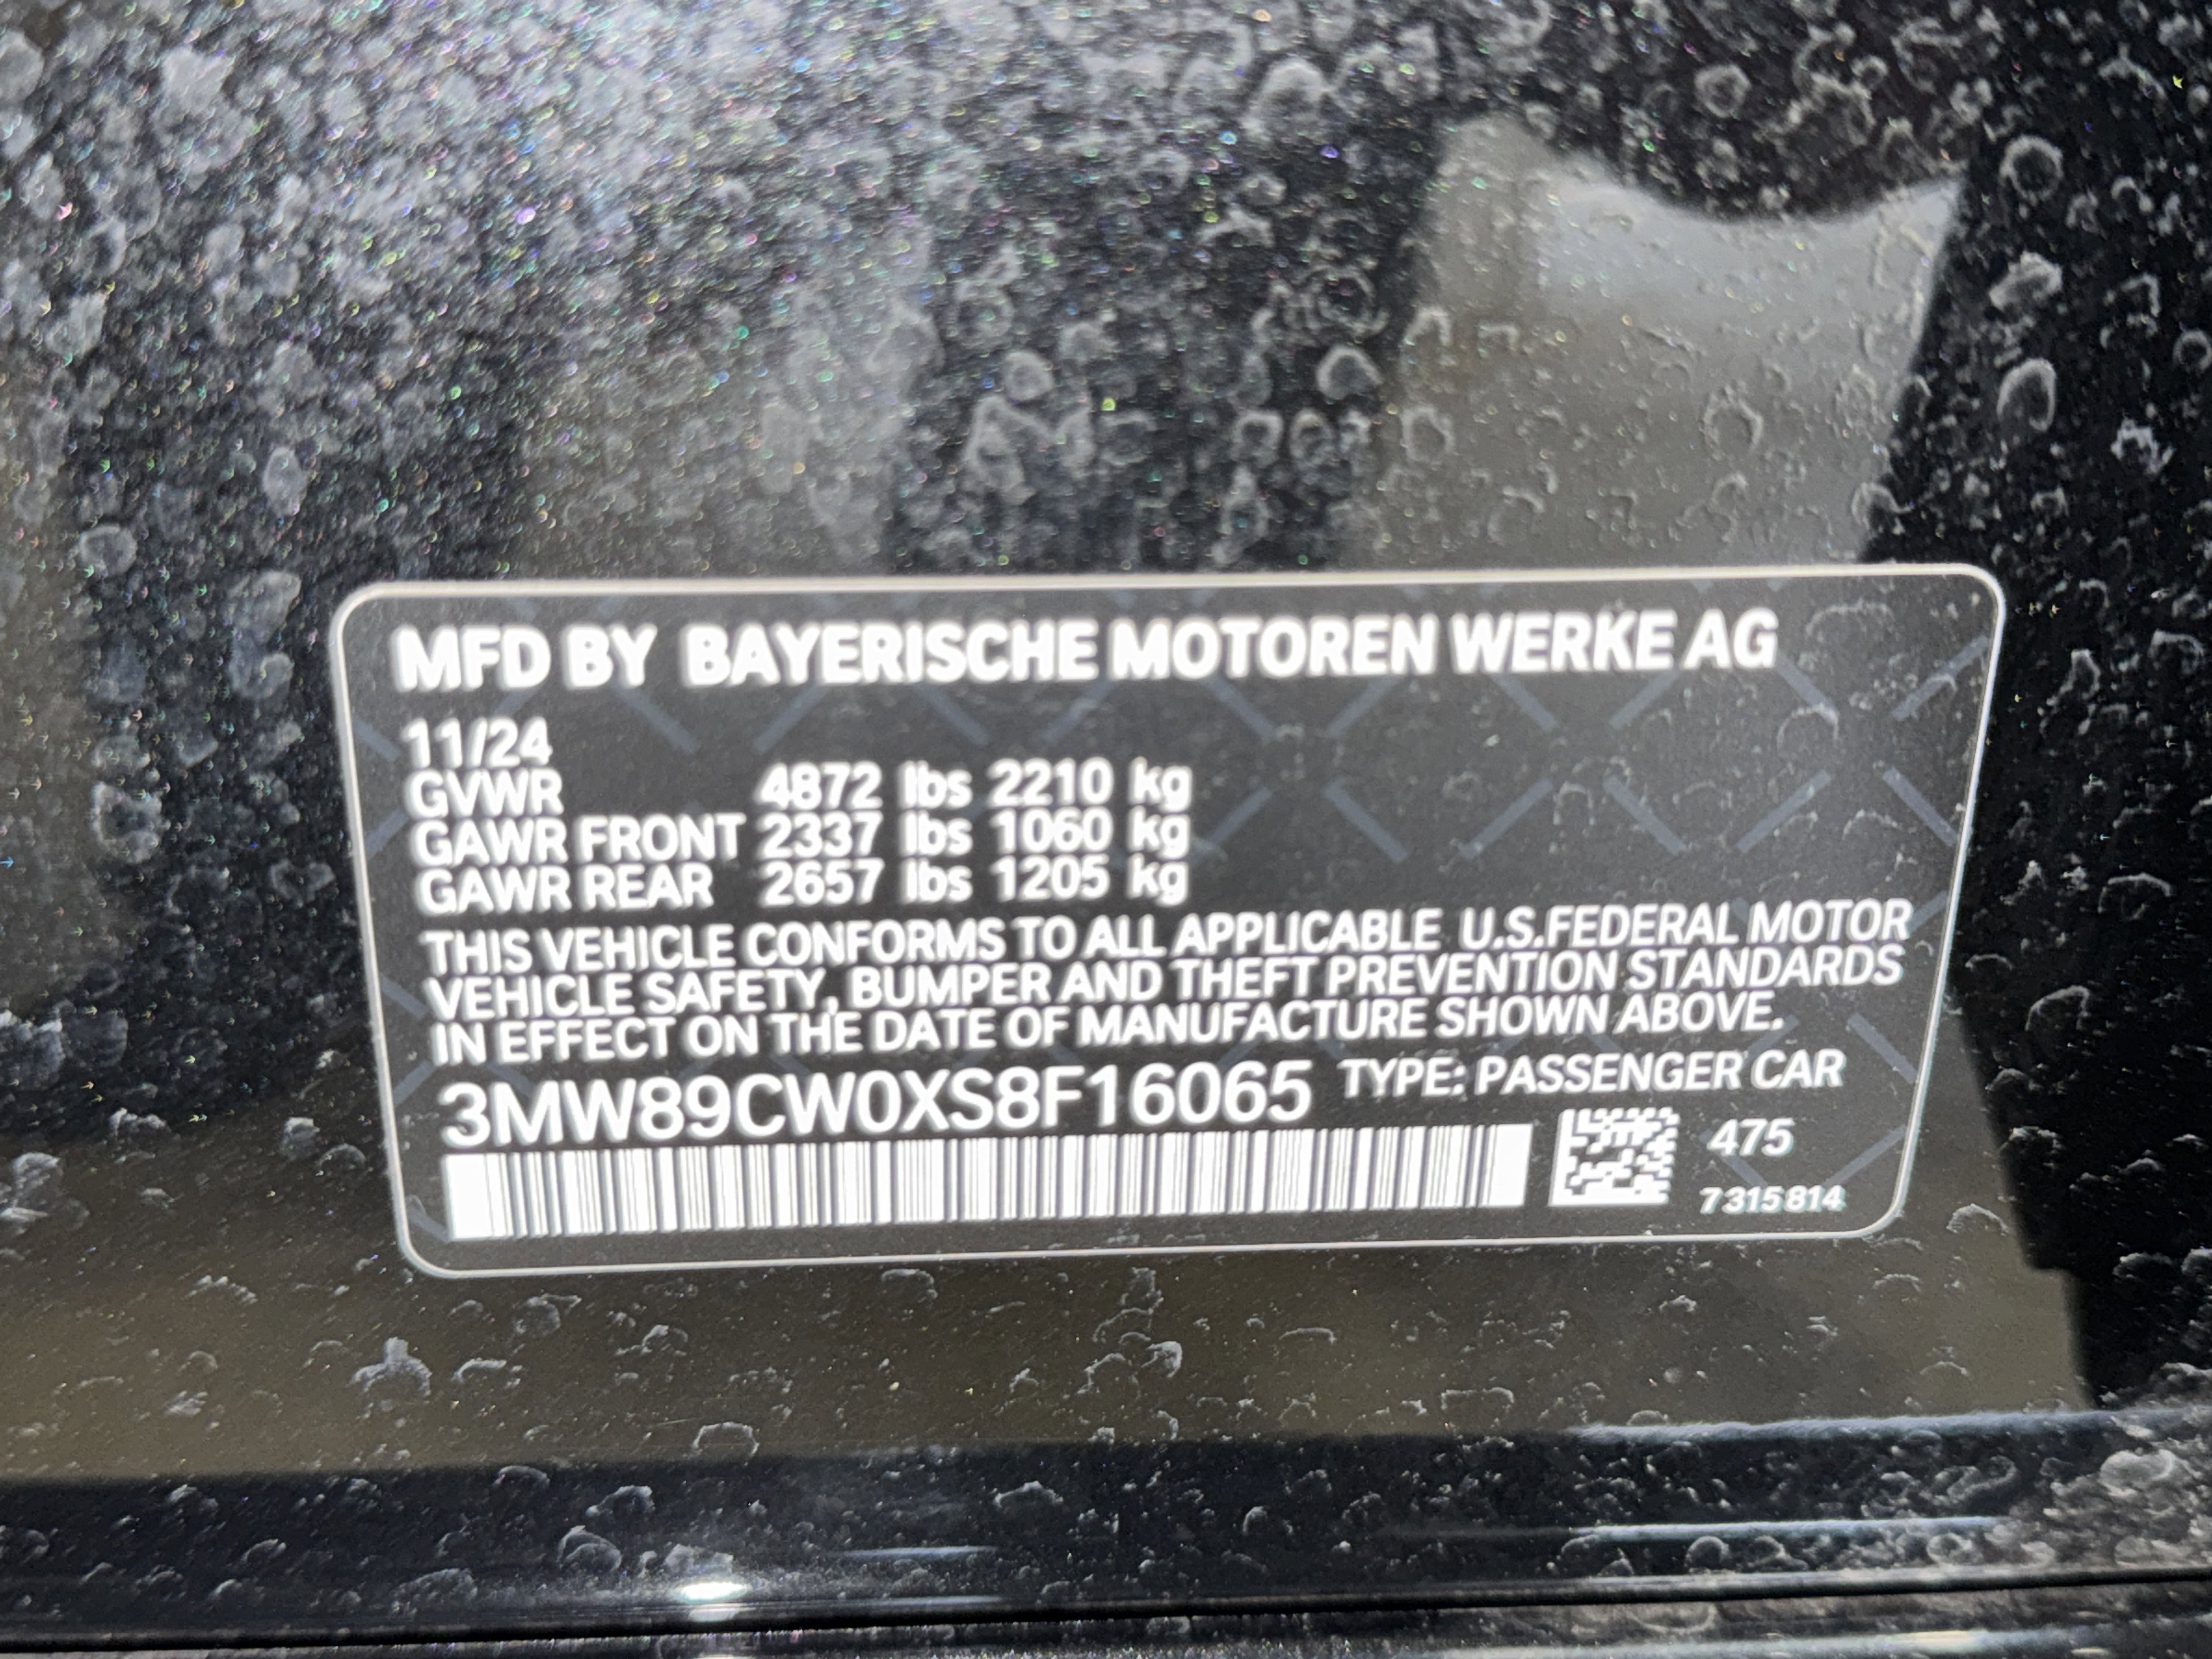 MFD BY BAYERISCHE MOTOREN WERKE AG
11/24
GVWR 4872 lbs 2210 kg
GAWR FRONT 2337 lbs 1060 kg
GAWR REAR 2657 lbs 1205 kg
THIS VEHICLE CONFORMS TO ALL APPLICABLE U.S.FEDERAL MOTOR
VEHICLE SAFETY, BUMPER AND THEFT PREVENTION STANDARDS
IN EFFECT ON THE DATE OF MANUFACTURE SHOWN ABOVE.
3MW89CW0XS8F16065 TYPE: PASSENGER CAR
475
7315814